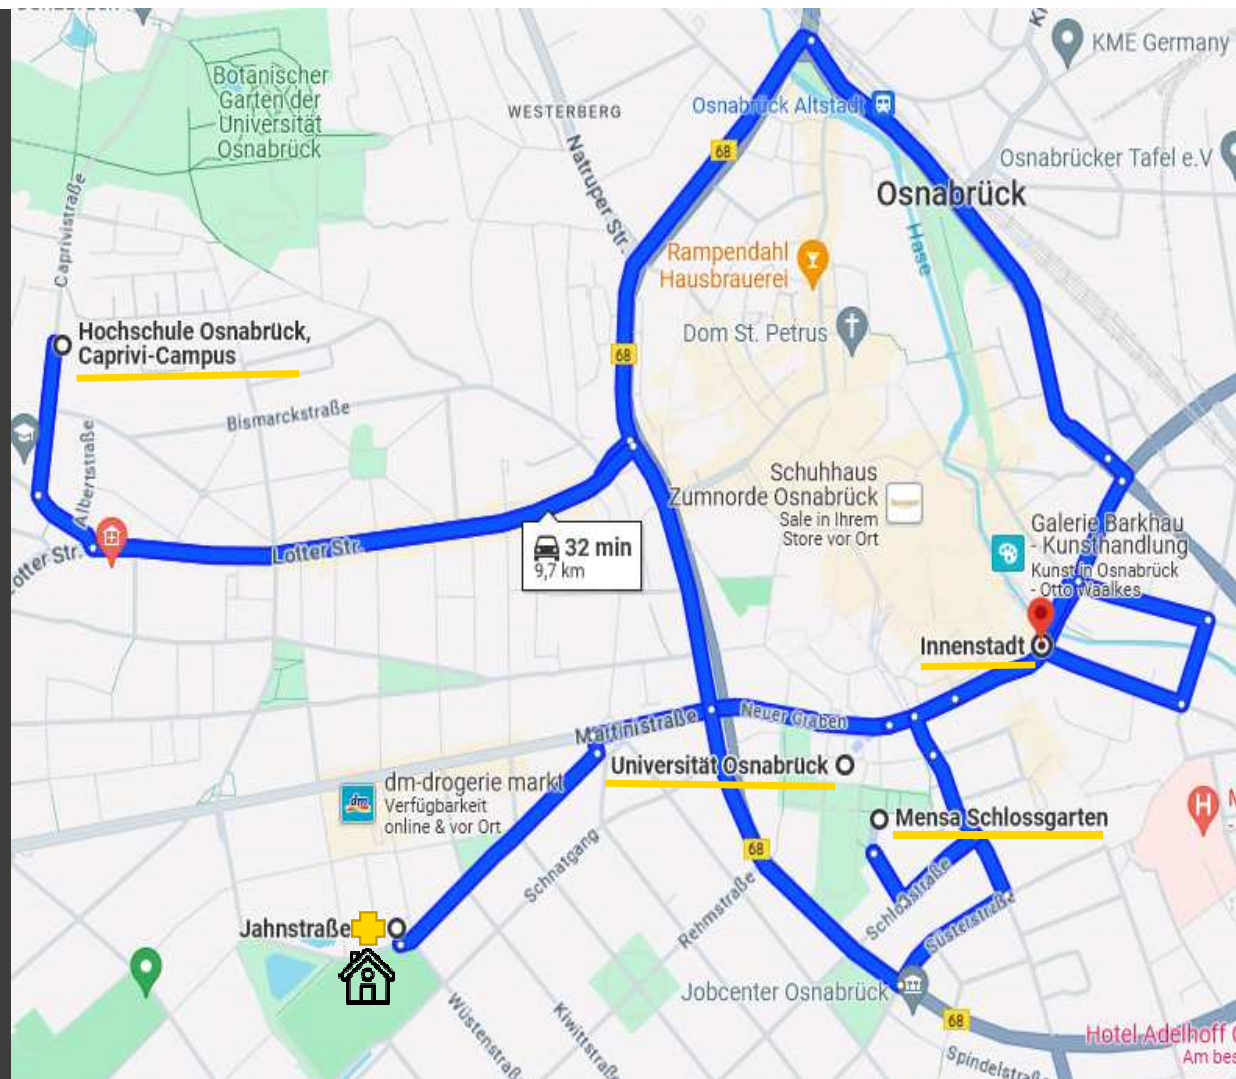 KME Germany
Botanischer
Garten der
Universität
Osnabrück
WESTERBERG
Osnabrück Altstadt
68
Natruper Str.
Osnabrücker Tafel e.V
Osnabrück
Caprivistraße
Hase
Rampendahl
Hausbrauerei
Dom St. Petrus
Hochschule Osnabrück,
Caprivi-Campus
68
Bismarckstraße
Albertstraße
Schuhhaus
Zumnorde Osnabrück
Sale in Ihrem
Store vor Ort
Galerie Barkhau
- Kunsthandlung
Kunst in Osnabrück
- Otto Waalkes
Lotter Str.
Lotter Str.
32 min
9,7 km
Innenstadt
Martinistraße
Neuer Graben
Universität Osnabrück
dm-drogerie markt
Verfügbarkeit
online & vor Ort
dm
H
Mensa Schlossgarten
68
Schnatgang
Rehmstraße
Schloßstraße
Süsterstraße
Jahnstraße
Jobcenter Osnabrück
Wüstenstraß
Kiwittstraße
68
Hotel Adelhoff
Am bes
Spindelstraße